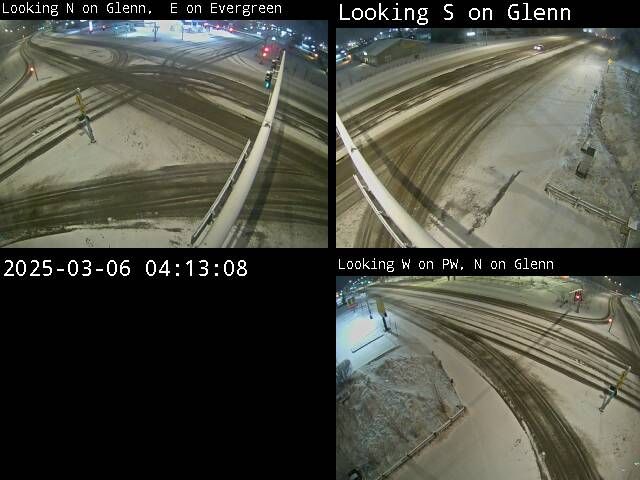 Looking N on Glenn,  E on Evergreen
Looking S on Glenn
2025-03-06 04:13:08
Looking W on PW, N on Glenn